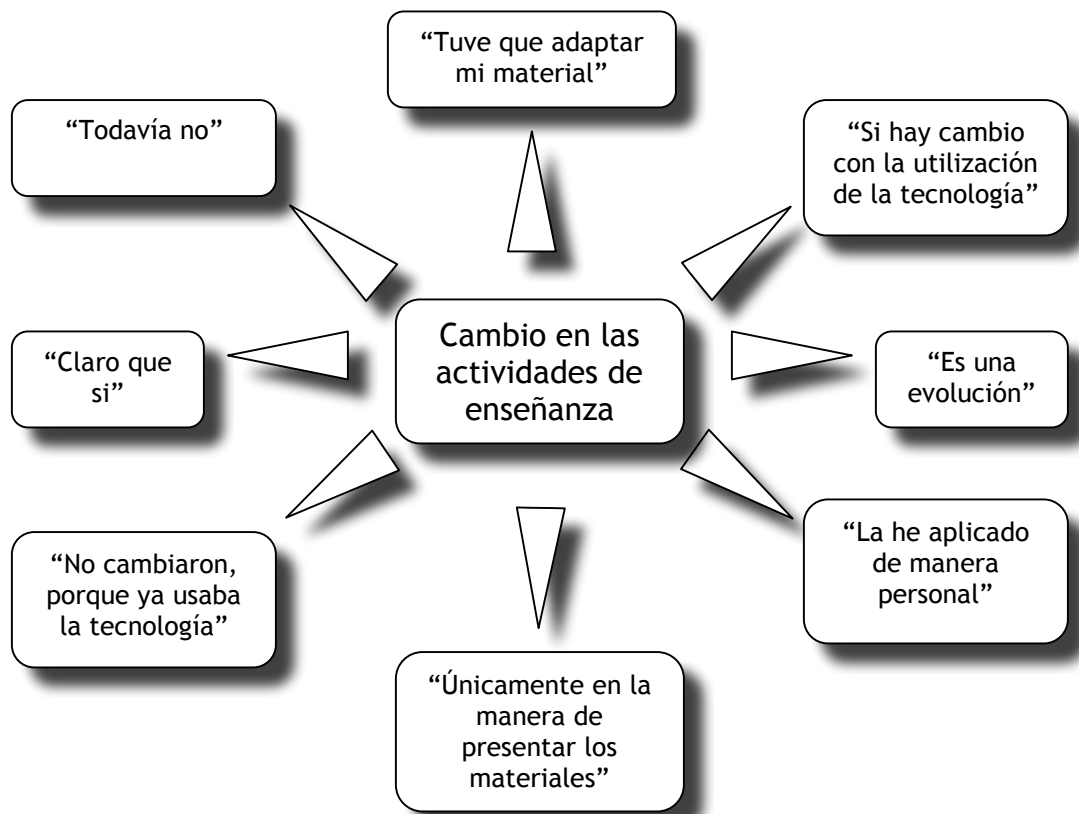 “Tuve que adaptar
mi material”
“Todavía no”
“Si hay cambio
con la utilización
de la tecnología”
Cambio en las
actividades de
enseñanza
“Claro que
si”
“Es una
evolución”
“No cambiaron,
porque ya usaba
la tecnología”
“La he aplicado
de manera
personal”
“Únicamente en la
manera de
presentar los
materiales”